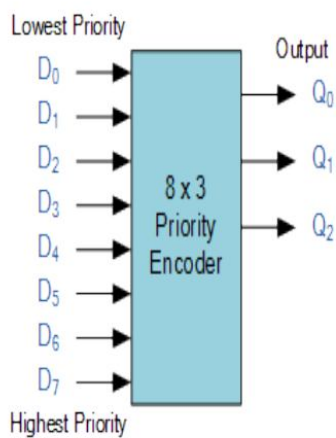 Lowest Priority
Output
D₀
Q₀
D₁
D₂
Q₁
D₃
8 x 3
Priority
Encoder
Q₂
D₄
D₅
D₆
D₇
Highest Priority